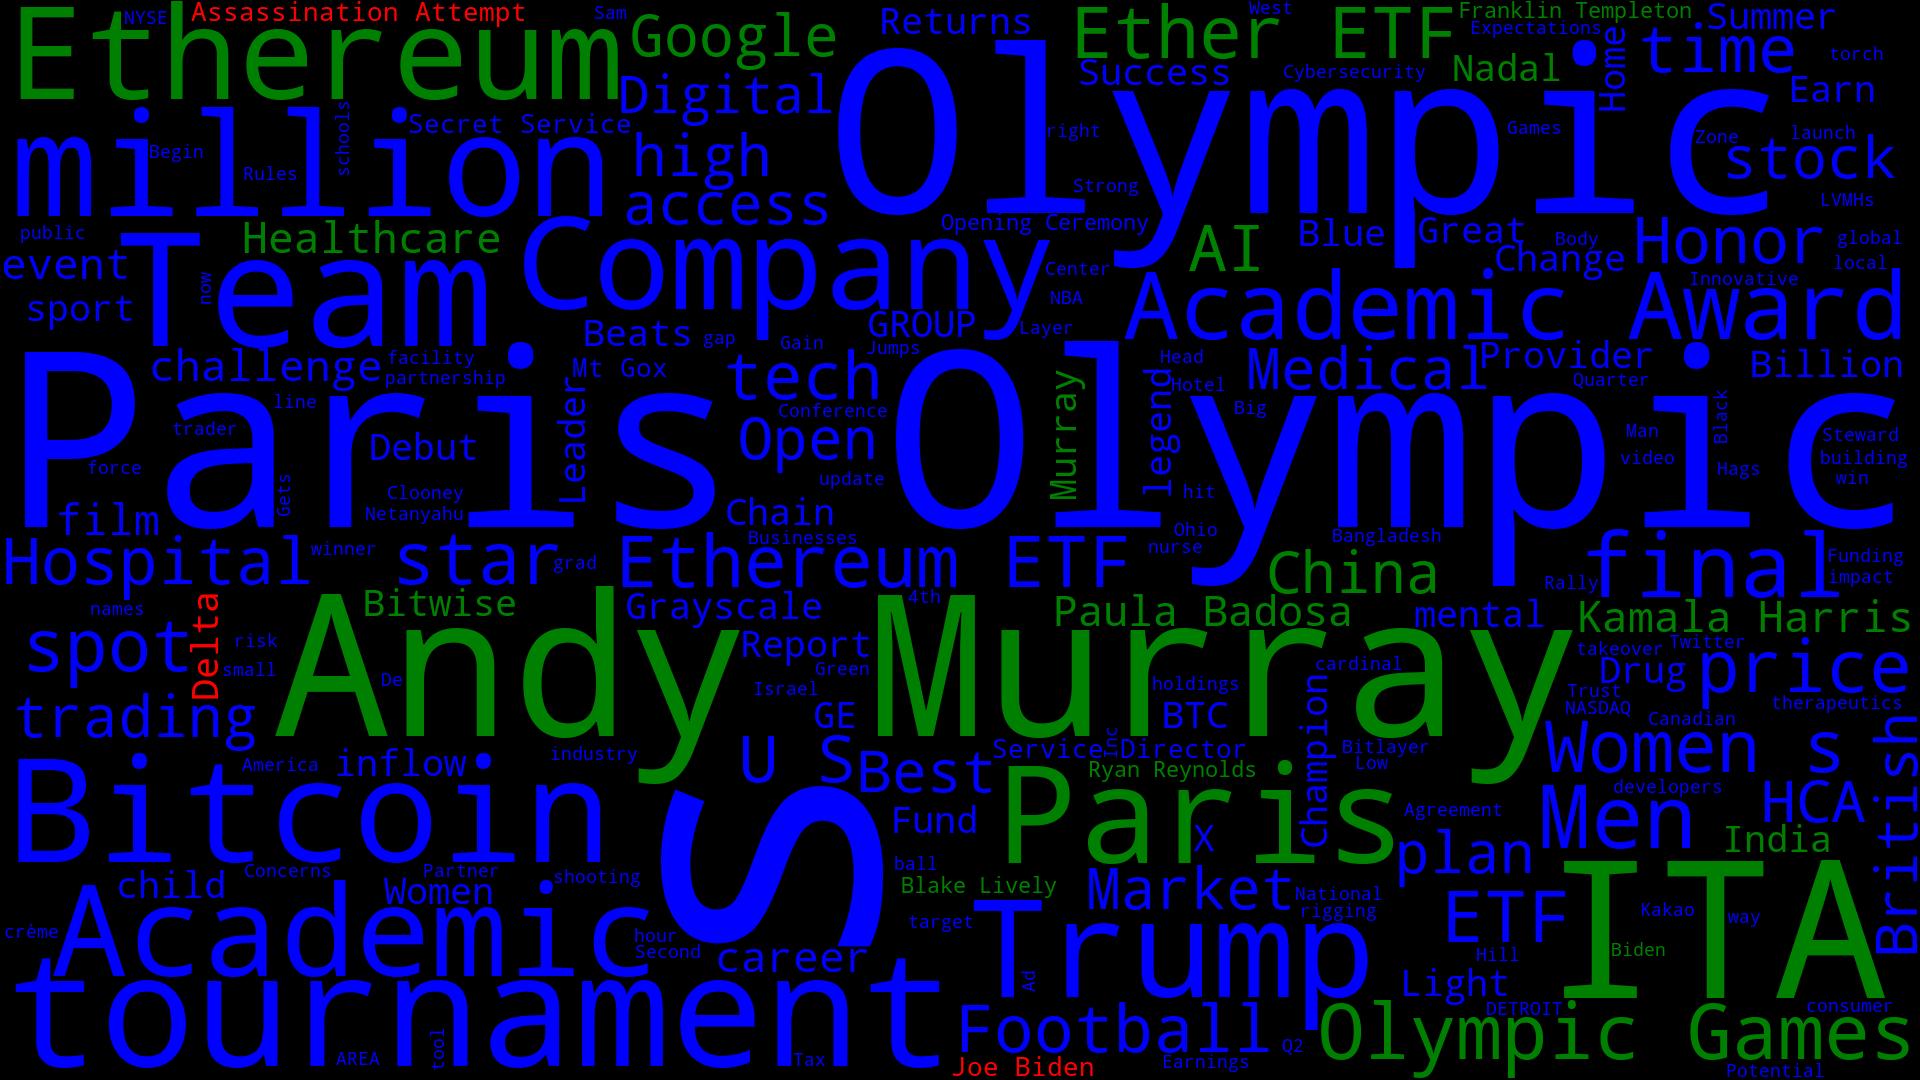 NYSE
Assassination Attempt
Sam
Ethereum
Google
Returns
Ether ETF
West
Franklin Templeton
Expectations
Summer
time
torch
Home
Nadal
Success
Cybersecurity
Digital
Olympic
Earn
million
schools
Secret Service
Begin
Rules
high
access
right
Strong
Games
Zone
launch
stock
LVMHs
public
event
Healthcare
Team
Company
Opening Ceremony
AI
Blue
Great
Body
Change
Honor
global
local
Innovative
sport
now
Center
NBA
Layer
Academic Award
Beats
gap
Gain
GROUP
Jumps
challenge
facility
partnership
Mt Gox
tech
Head
Hotel
Medical
Provider
Quarter
Billion
Paris Olympic
line
trader
Debut
Leader
Conference
Open
Murray
legend
Big
Man
video
Black
Hags
Steward
building
win
force
Gets
Clooney
Netanyahu
update
hit
film
Chain
Businesses
Ohio
nurse
Bangladesh
Hospital
winner
star
grad
Ethereum ETF
China
Rally
final
Funding
impact
names
Delta
Bitwise
Grayscale
4th
Paula Badosa
mental
Kamala Harris
spot
risk
small
De
Andy Murray
Report
Green
Israel
cardinal
holdings
takeover
Twitter
Drug
price
Trust
NASDAQ
therapeutics
Canadian
trading
GE
BTC
Champion
America
inflow
industry
U S
Best
Service
Inc
Director
Bitlayer
Low
Women s
British
Bitcoin
S
Ryan Reynolds
Paris
X
Agreement
developers
Men
HCA
Fund
plan
India
child
Concerns
Partner
Women
shooting
ball
Blake Lively
Market
National
rigging
ETF
Kakao
way
ITA
crème
Academic
hour
Second
career
target
Trump
Ad
Hill
Biden
Light
DETROIT
consumer
tournament
AREA
tool
Tax
Football
Joe Biden
Earnings
Q2
Olympic Games
Potential